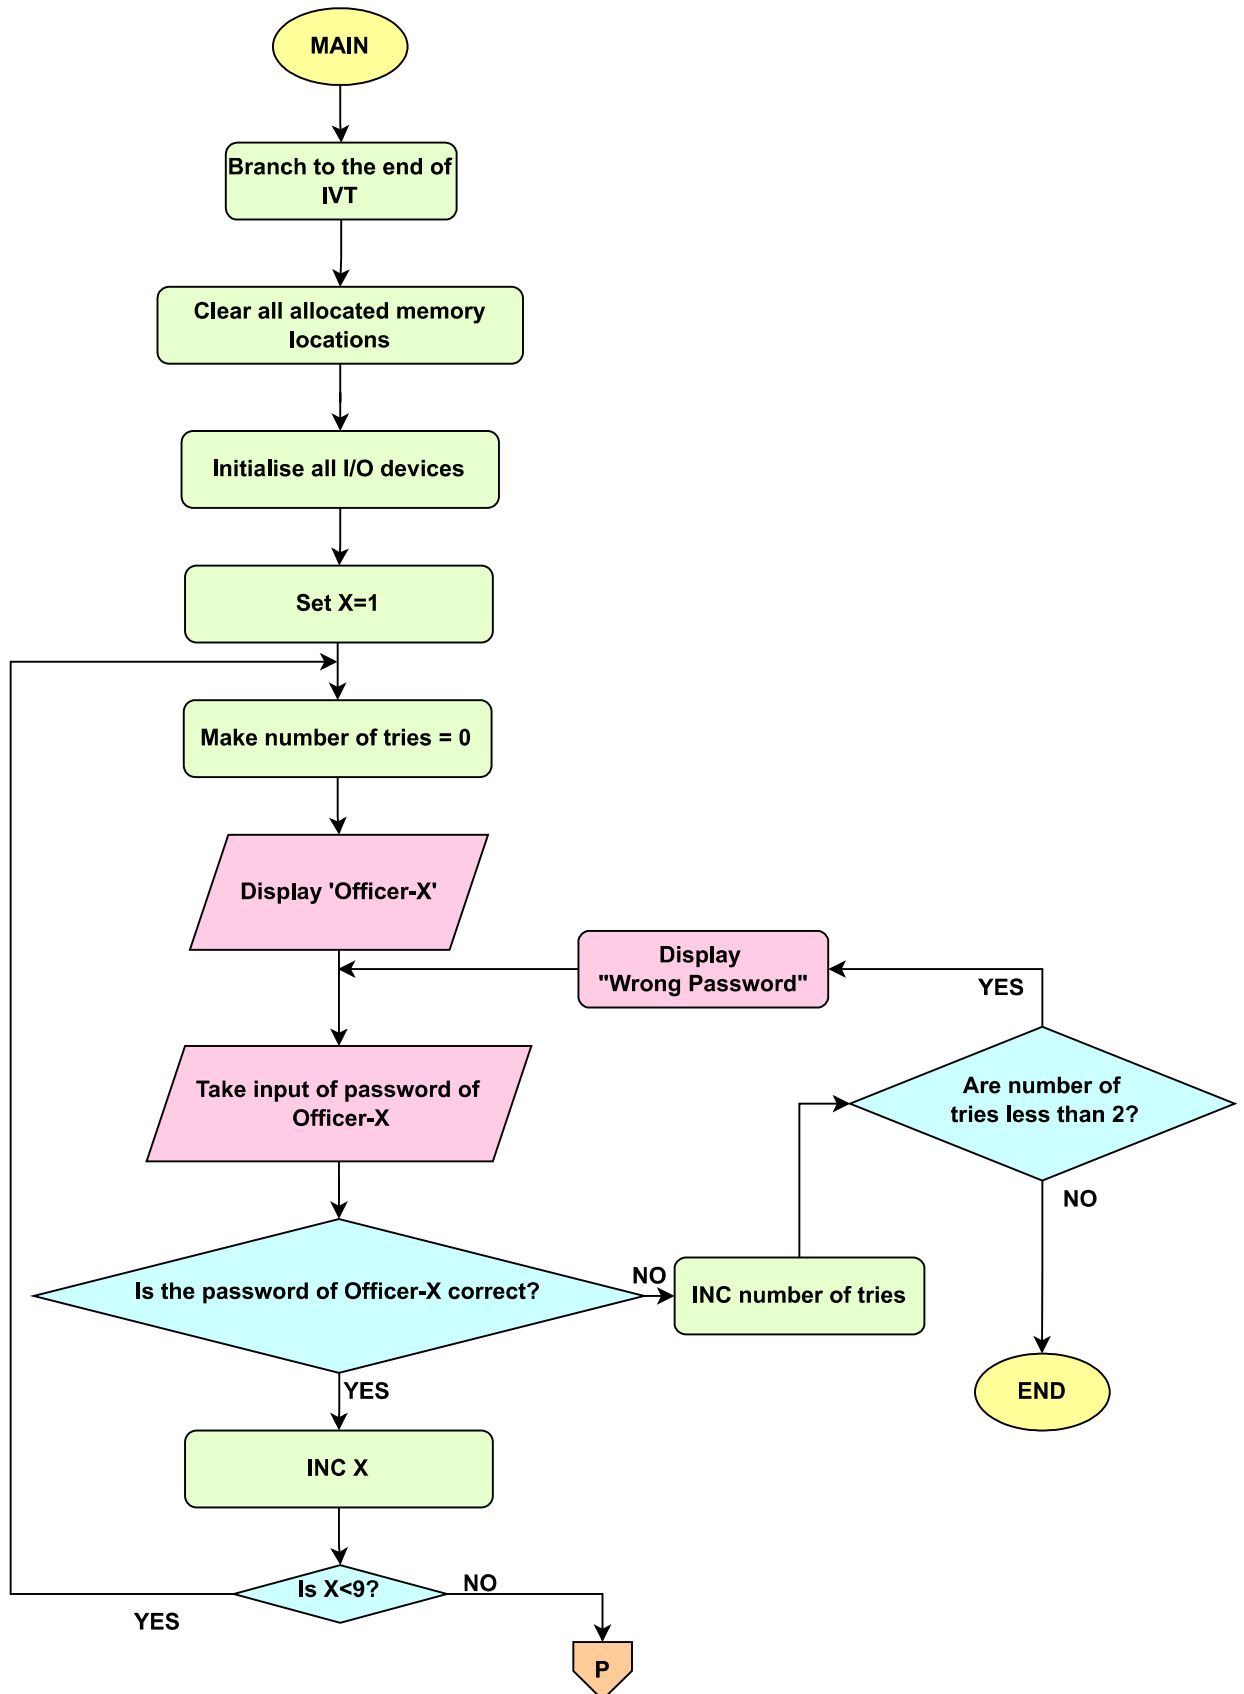 MAIN
Branch to the end of
IVT
Clear all allocated memory
locations
Initialise all I/O devices
Set X=1
Make number of tries = 0
Display 'Officer-X'
Display
"Wrong Password"
YES
Take input of password of
Officer-X
Are number of
tries less than 2?
NO
Is the password of Officer-X correct?
NO
INC number of tries
END
YES
INC X
Is X<9?
NO
YES
P